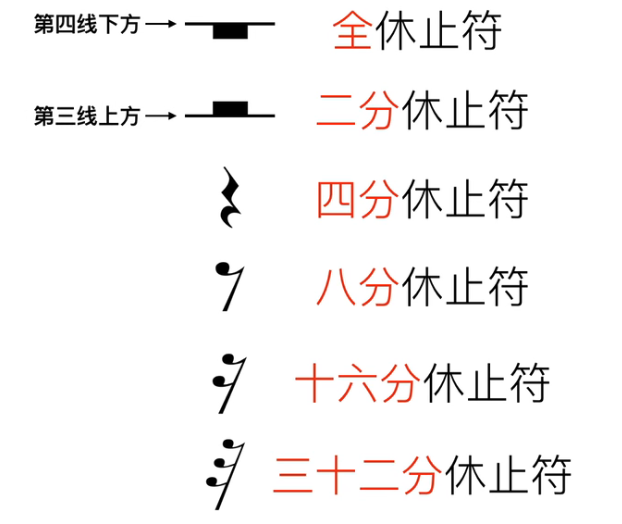 第四线下方 全休止符
第三线上方 二分休止符
四分休止符
八分休止符
十六分休止符
三十二分休止符